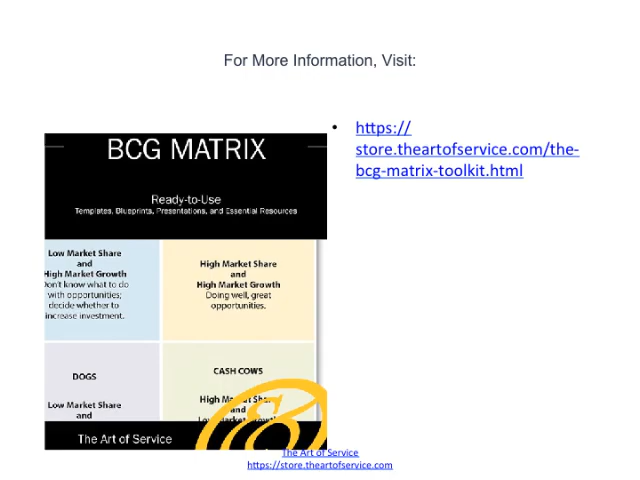 For More Information, Visit:
• https://
store.theartofservice.com/the-
bcg-matrix-toolkit.html
BCG MATRIX
Ready-to-Use
Templates, Blueprints, Presentations, and Essential Resources
Low Market Share
and
High Market Growth
Don't know what to do
with opportunities;
decide whether to
increase investment.
High Market Share
and
High Market Growth
Doing well, great
opportunities.
DOGS
Low Market Share
and
CASH COWS
High Market Share
and
Low Market Growth
The Art of Service
The Art of Service
https://store.theartofservice.com